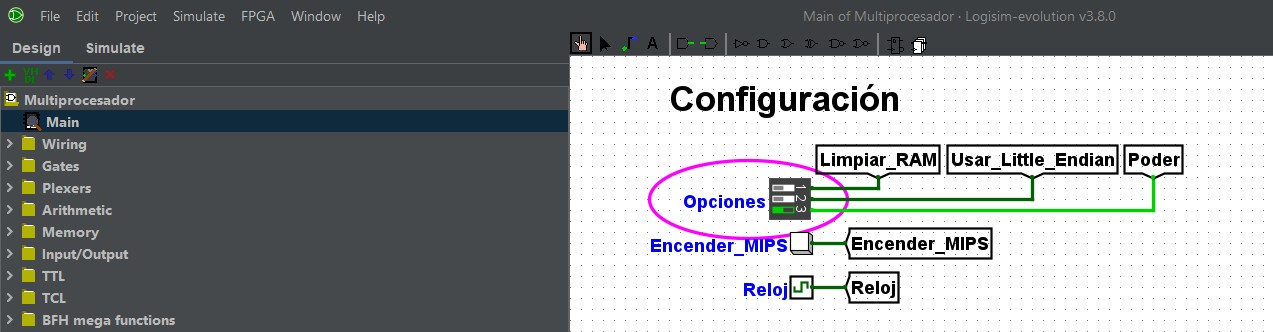 File Edit Project Simulate FPGA Window Help
Main of Multiprocesador · Logisim-evolution v3.8.0
Design Simulate
A
Multiprocesador
Main
Wiring
Gates
Plexers
Arithmetic
Memory
Input/Output
TTL
TCL
BFH mega functions
Configuración
Limpiar_RAM Usar_Little_Endian Poder
Opciones 1 2 3
Encender_MIPS Encender_MIPS
Reloj Reloj